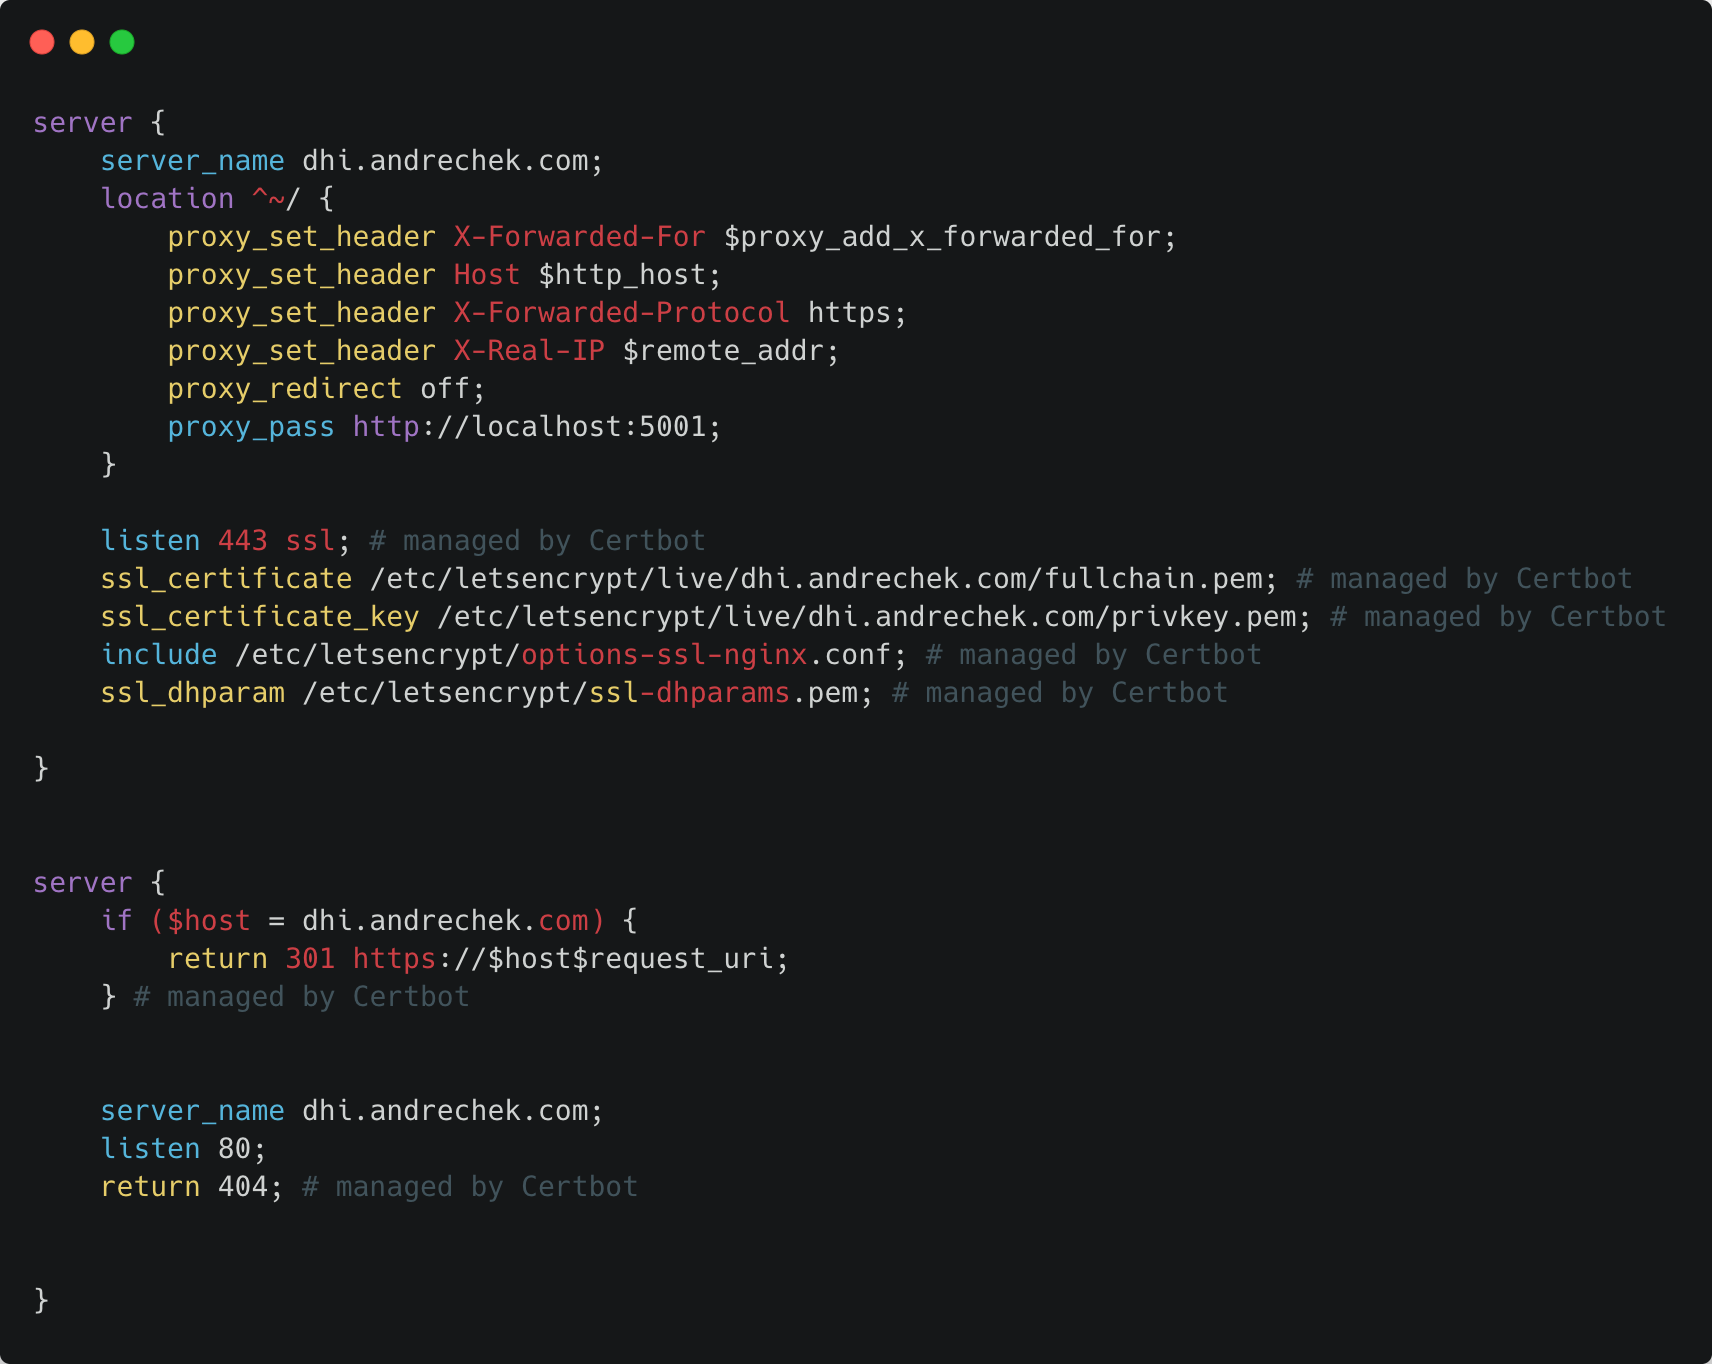 server {
    server_name dhi.andrechek.com;
    location ^~/ {
        proxy_set_header X-Forwarded-For $proxy_add_x_forwarded_for;
        proxy_set_header Host $http_host;
        proxy_set_header X-Forwarded-Protocol https;
        proxy_set_header X-Real-IP $remote_addr;
        proxy_redirect off;
        proxy_pass http://localhost:5001;
    }
    listen 443 ssl; # managed by Certbot
    ssl_certificate /etc/letsencrypt/live/dhi.andrechek.com/fullchain.pem; # managed by Certbot
    ssl_certificate_key /etc/letsencrypt/live/dhi.andrechek.com/privkey.pem; # managed by Certbot
    include /etc/letsencrypt/options-ssl-nginx.conf; # managed by Certbot
    ssl_dhparam /etc/letsencrypt/ssl-dhparams.pem; # managed by Certbot
}
server {
    if ($host = dhi.andrechek.com) {
        return 301 https://$host$request_uri;
    } # managed by Certbot
    server_name dhi.andrechek.com;
    listen 80;
    return 404; # managed by Certbot
}